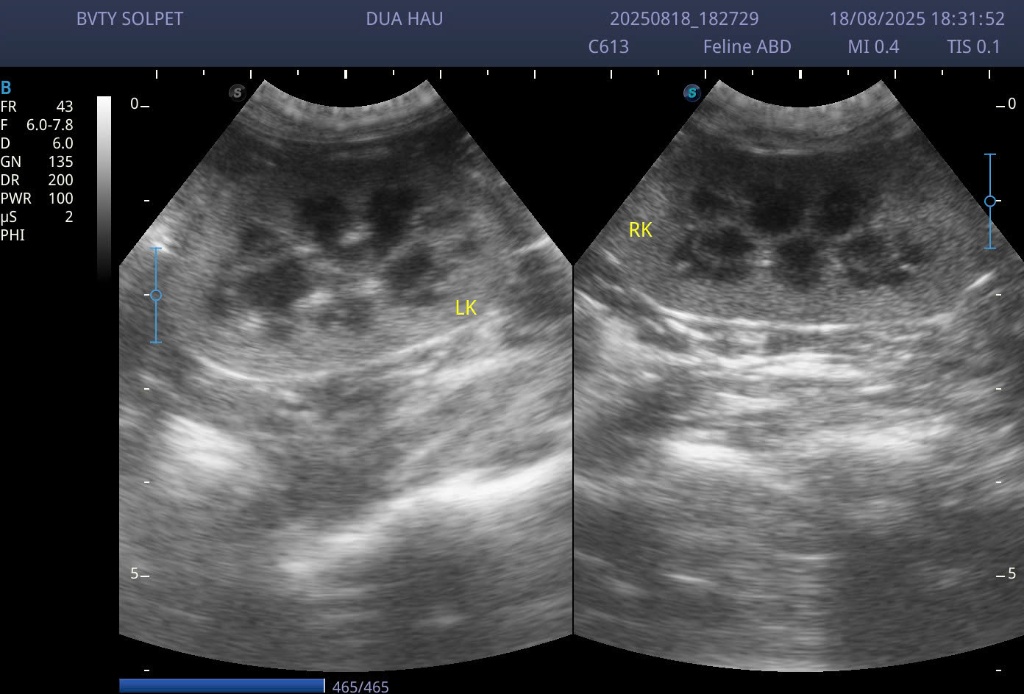 BVTY SOLPET DUA HAU 20250818_182729 18/08/2025 18:31:52
C613 Feline ABD MI 0.4 TIS 0.1
B
FR 43
F 6.0-7.8
D 6.0
GN 135
DR 200
PWR 100
µS 2
PHI
S
S
0
0
RK
LK
5
5
465/465